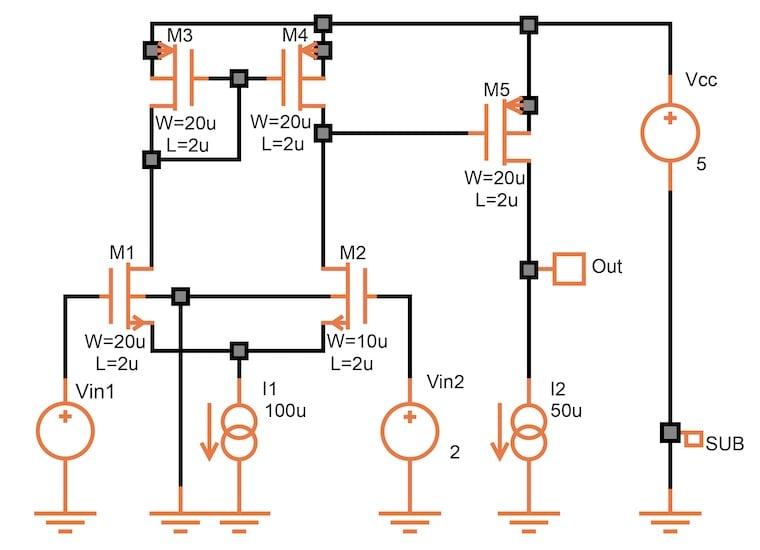 M3
M4
Vcc
M5
W=20u
L=2u
W=20u
L=2u
5
W=20u
L=2u
M1
M2
Out
W=20u
L=2u
W=10u
L=2u
Vin1
I1
100u
Vin2
2
I2
50u
SUB